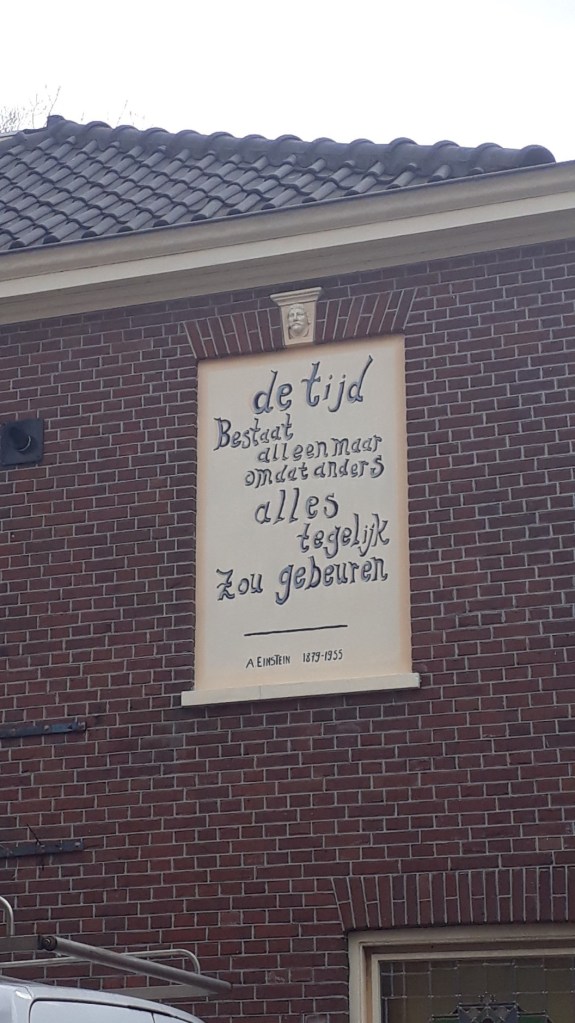 de tijd
Bestaat
alleen maar
omdat anders
alles
tegelijk
Zou gebeuren
A EINSTEIN 1879-1955